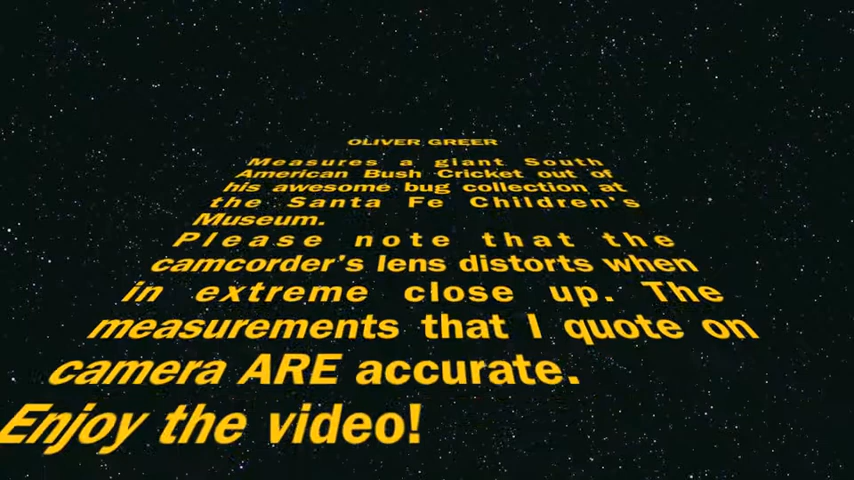 OLIVER GREER
Measures a giant South
American Bush Cricket out of
his awesome bug collection at
the Santa Fe Children's
Museum.
Please note that the
camcorder's lens distorts when
in extreme close up. The
measurements that I quote on
camera ARE accurate.
Enjoy the video!